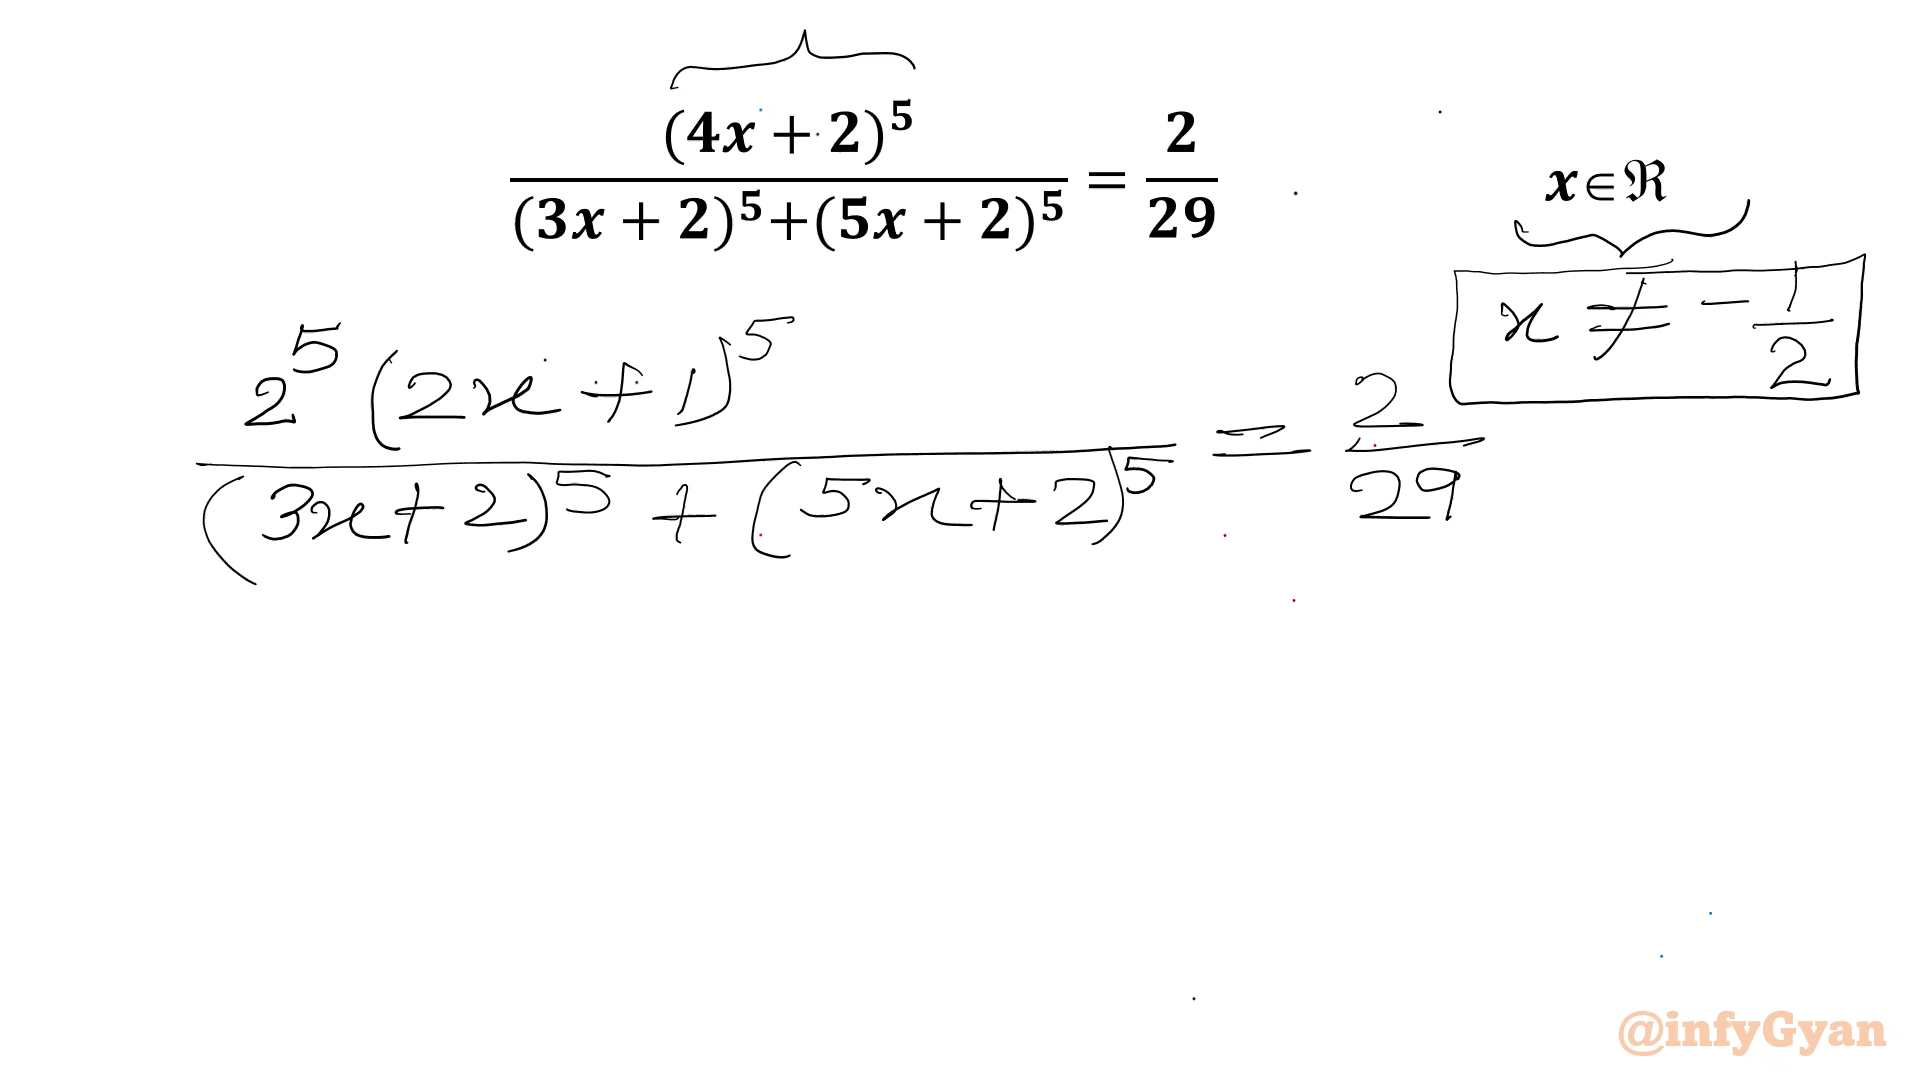 (4x + 2)^5 / ((3x + 2)^5+(5x + 2)^5) = 2/29
x∈ℜ
x ≠ -1/2
2^5 (2x + 1)^5 / ((3x + 2)^5 + (5x + 2)^5) = 2/29
@infyGyan